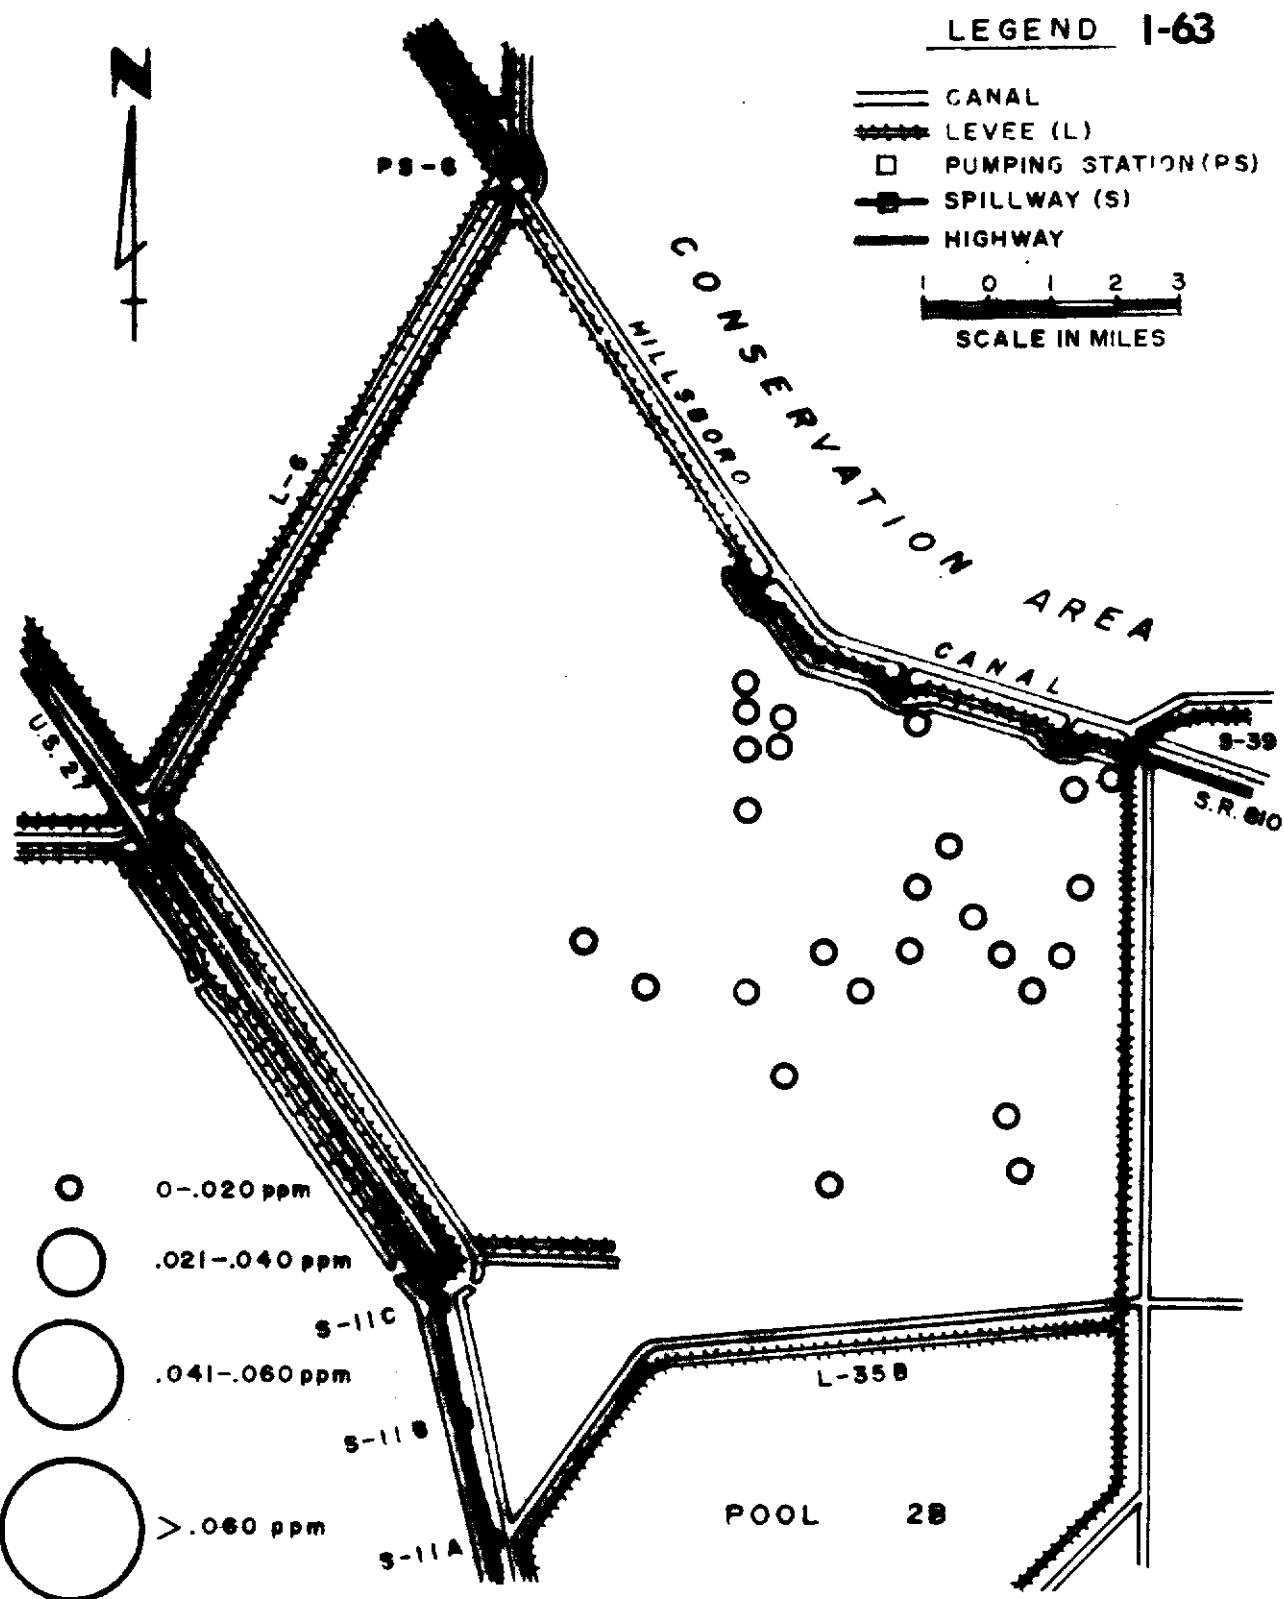 LEGEND I-63
N
CANAL
LEVEE (L)
PUMPING STATION (PS)
SPILLWAY (S)
HIGHWAY
1 0 1 2 3
SCALE IN MILES
PS-6
CONSERVATION AREA
HILLSBORO
CANAL
L-6
U.S. 27
S-39
S.R. 810
0-.020 ppm
.021-.040 ppm
.041-.060 ppm
>.060 ppm
S-11C
S-11B
S-11A
L-35B
POOL 2B